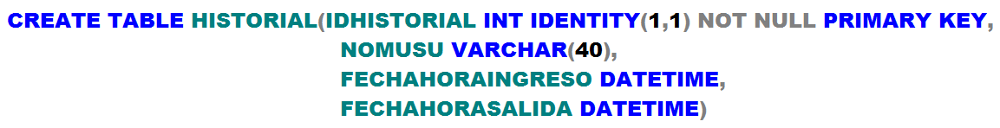 CREATE TABLE HISTORIAL(IDHISTORIAL INT IDENTITY(1,1) NOT NULL PRIMARY KEY,
NOMUSU VARCHAR(40),
FECHAHORAINGRESO DATETIME,
FECHAHORASALIDA DATETIME)